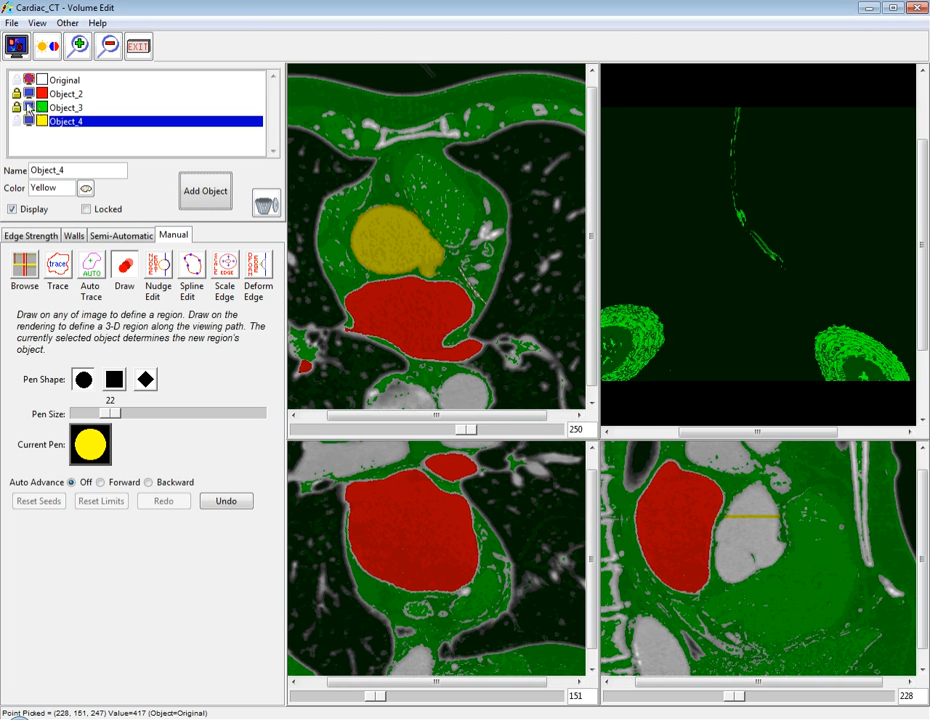 Cardiac_CT - Volume Edit
File View Other Help
EXIT
Original
Object_2
Object_3
Object_4
Name Object_4
Color Yellow
Add Object
Display Locked
Edge Strength Walls Semi-Automatic Manual
trace AUTO SCALE EDGE
Browse Trace Auto Trace Draw Nudge Edit Spline Edit Scale Edge Deform Edge
Draw on any of image to define a region. Draw on the
rendering to define a 3-D region along the viewing path. The
currently selected object determines the new region's
object.
Pen Shape:
22
Pen Size:
Current Pen:
Auto Advance Off Forward Backward
Reset Seeds Reset Limits Redo Undo
250
151
228
Point Picked = (228, 151, 247) Value=417 (Object=Original)